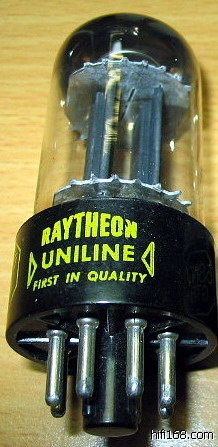 RAYTHEON
UNILINE
FIRST IN QUALITY
hifi168.com